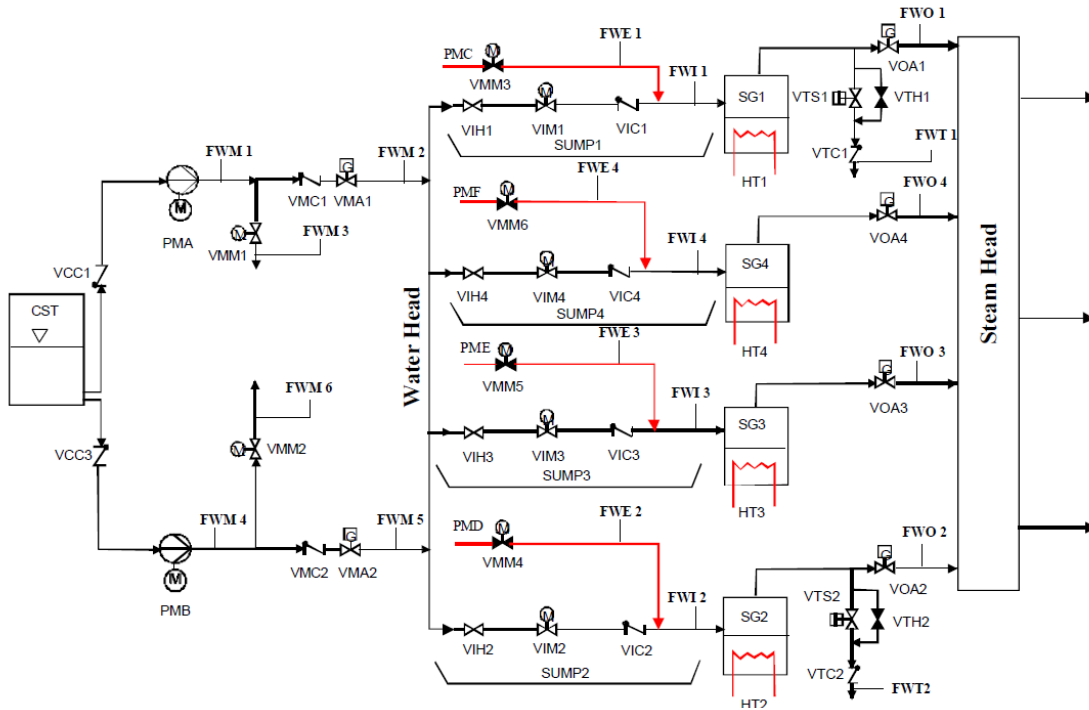 FWO 1
G
FWE 1
PMC
M
VMM3
FWI 1
VOA1
SG1
VTS1
VTH1
M
VIH1
VIM1
VIC1
SUMP1
FWT 1
VTC1
HT1
FWM 1
FWM 2
FWE 4
G
M
PMF
M
FWO 4
G
PMA
VMC1
VMA1
VMM6
M
FWM 3
VMM1
FWI 4
VOA4
SG4
VCC1
M
VIH4
VIM4
VIC4
SUMP4
CST
HT4
FWE 3
PME
M
FWO 3
G
VMM5
FWI 3
VOA3
FWM 6
SG3
M
M
VMM2
VIH3
VIM3
VIC3
VCC3
SUMP3
HT3
FWM 4
FWM 5
FWE 2
G
PMD
M
FWO 2
G
M
VMC2
VMA2
VMM4
PMB
FWI 2
VOA2
VTS2
SG2
VTH2
M
VIH2
VIM2
VIC2
VTC2
SUMP2
FWT2
HT2
Water Head
Steam Head